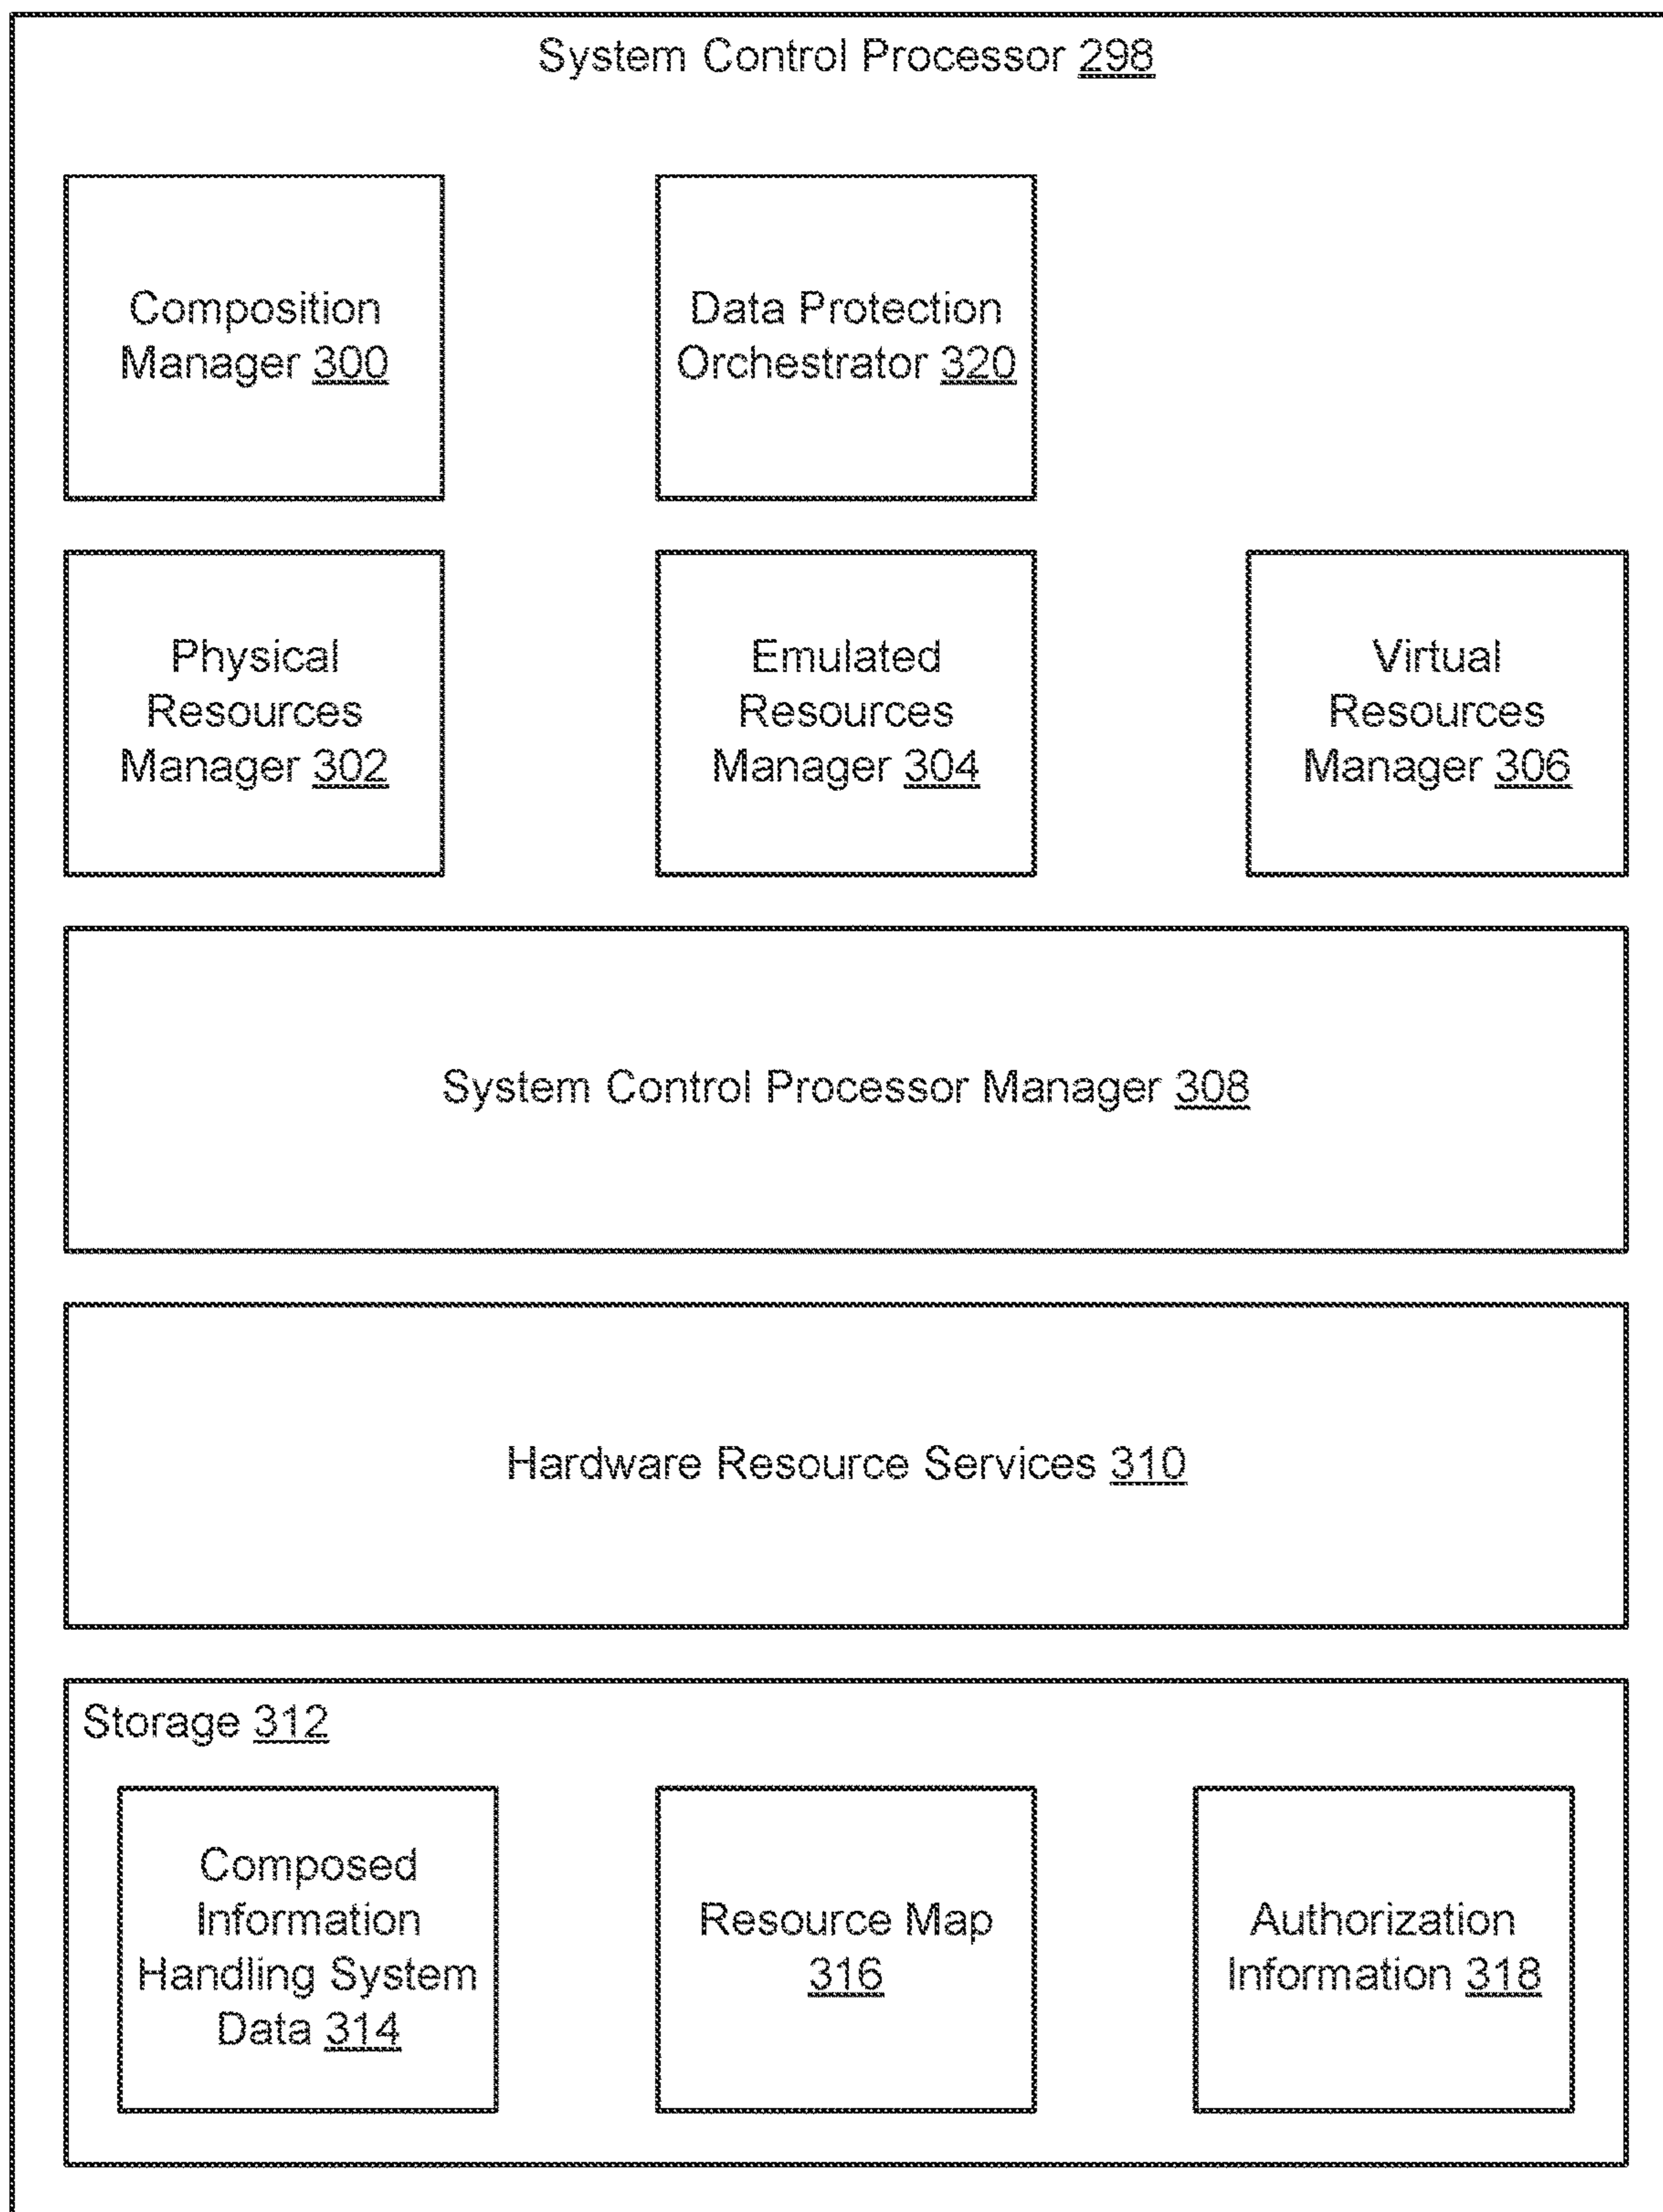 System Control Processor 298
Composition
Manager 300
Data Protection
Orchestrator 320
Physical
Resources
Manager 302
Emulated
Resources
Manager 304
Virtual
Resources
Manager 306
System Control Processor Manager 308
Hardware Resource Services 310
Storage 312
Composed
Information
Handling System
Data 314
Resource Map
316
Authorization
Information 318